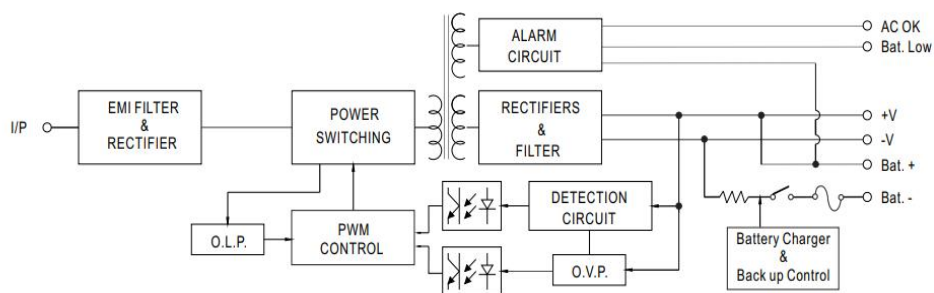 ALARM
CIRCUIT
AC OK
Bat. Low
I/P
EMI FILTER
&
RECTIFIER
POWER
SWITCHING
RECTIFIERS
&
FILTER
+V
-V
Bat. +
Bat. -
O.L.P.
PWM
CONTROL
DETECTION
CIRCUIT
O.V.P.
Battery Charger
&
Back up Control